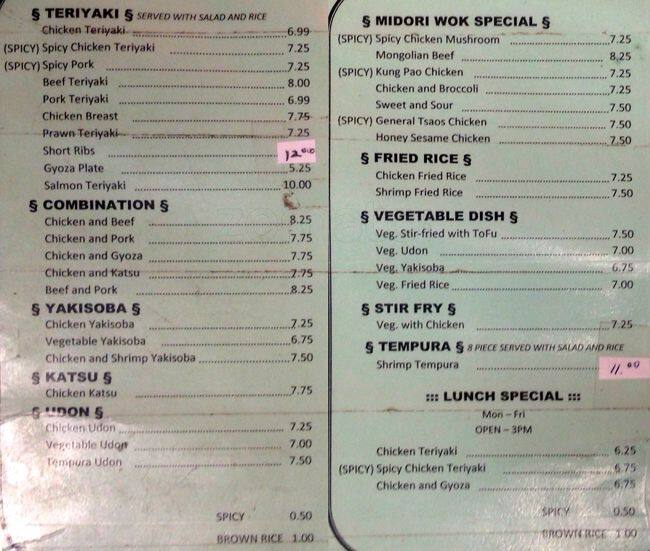 § TERIYAKI § SERVED WITH SALAD AND RICE
Chicken Teriyaki 6.99
(SPICY) Spicy Chicken Teriyaki 7.25
(SPICY) Spicy Pork 7.25
Beef Teriyaki 8.00
Pork Teriyaki 6.99
Chicken Breast 7.75
Prawn Teriyaki 7.25
Short Ribs 12.00
Gyoza Plate 5.25
Salmon Teriyaki 10.00
§ COMBINATION §
Chicken and Beef 8.25
Chicken and Pork 7.75
Chicken and Gyoza 7.75
Chicken and Katsu 7.75
Beef and Pork 8.25
§ YAKISOBA §
Chicken Yakisoba 7.25
Vegetable Yakisoba 6.75
Chicken and Shrimp Yakisoba 7.50
§ KATSU §
Chicken Katsu 7.75
§ UDON §
Chicken Udon 7.25
Vegetable Udon 7.00
Tempura Udon 7.50
SPICY 0.50
BROWN RICE 1.00
§ MIDORI WOK SPECIAL §
(SPICY) Spicy Chicken Mushroom 7.25
Mongolian Beef 8.25
(SPICY) Kung Pao Chicken 7.25
Chicken and Broccoli 7.25
Sweet and Sour 7.50
(SPICY) General Tsaos Chicken 7.50
Honey Sesame Chicken 7.50
§ FRIED RICE §
Chicken Fried Rice 7.25
Shrimp Fried Rice 7.50
§ VEGETABLE DISH §
Veg. Stir-fried with ToFu 7.50
Veg. Udon 7.00
Veg. Yakisoba 6.75
Veg. Fried Rice 7.00
§ STIR FRY §
Veg. with Chicken 7.25
§ TEMPURA § 8 PIECE SERVED WITH SALAD AND RICE
Shrimp Tempura 11.00
::: LUNCH SPECIAL :::
Mon – Fri
OPEN – 3PM
Chicken Teriyaki 6.25
(SPICY) Spicy Chicken Teriyaki 6.75
Chicken and Gyoza 6.75
SPICY 0.50
BROWN RICE 1.00